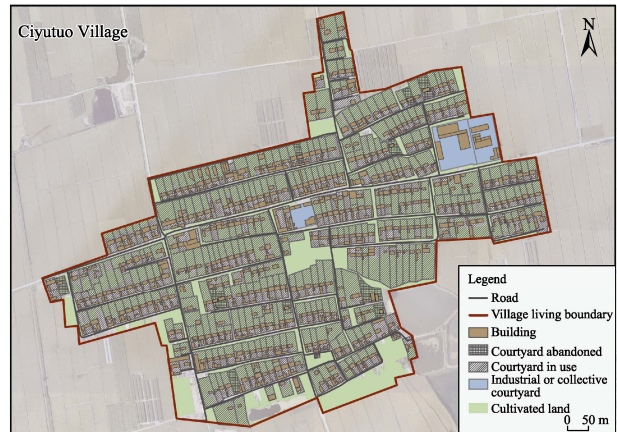 Ciyutuo Village
N
Legend
Road
Village living boundary
Building
Courtyard abandoned
Courtyard in use
Industrial or collective
courtyard
Cultivated land
0 50 m